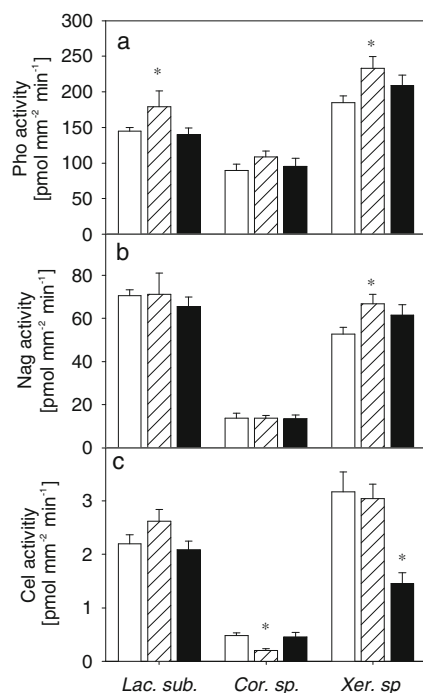 a
Pho activity
[pmol mm⁻² min⁻¹]
300
250
200
150
100
50
0
*
*
b
Nag activity
[pmol mm⁻² min⁻¹]
80
60
40
20
0
*
c
Cel activitiy
[pmol mm⁻² min⁻¹]
3
2
1
0
*
*
Lac. sub.
Cor. sp.
Xer. sp